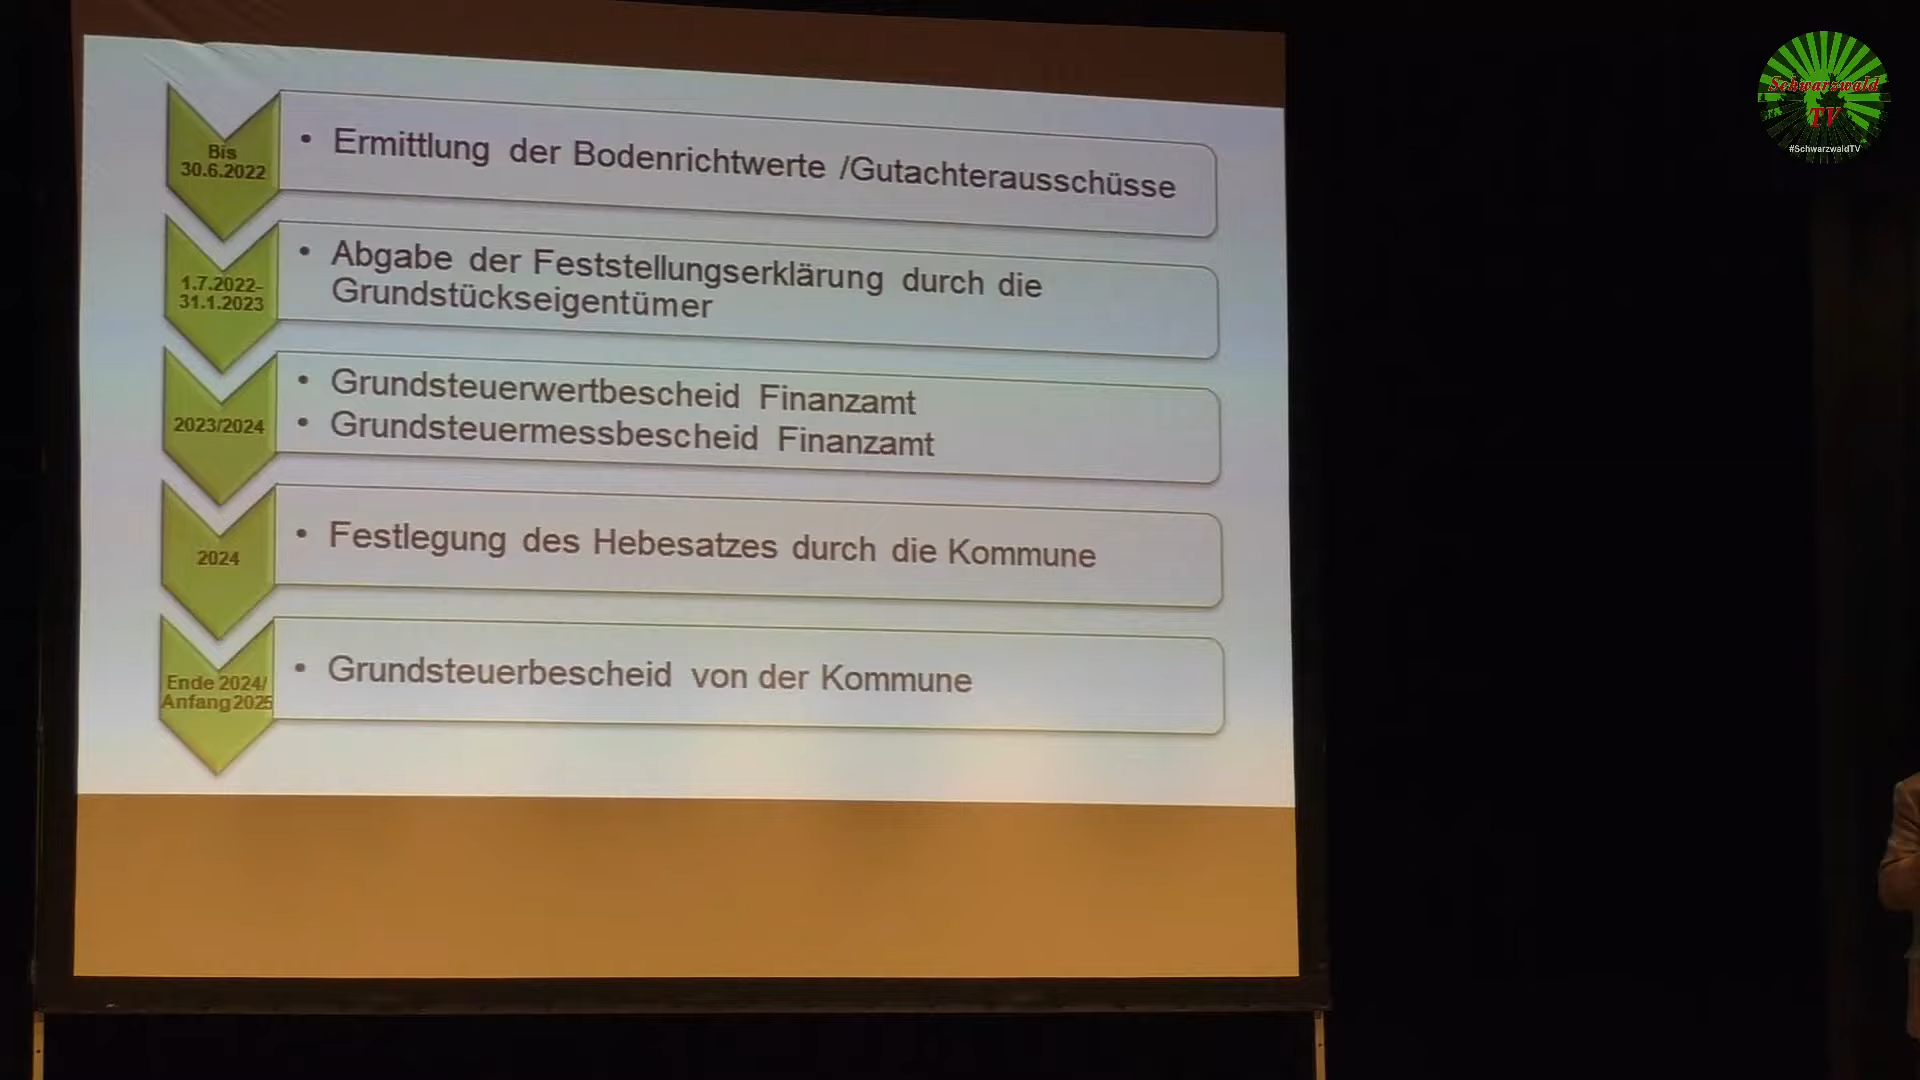 Schwarzwald
TV
#SchwarzwaldTV
Bis
30.6.2022
• Ermittlung der Bodenrichtwerte /Gutachterausschüsse
1.7.2022-
31.1.2023
• Abgabe der Feststellungserklärung durch die
Grundstückseigentümer
2023/2024
• Grundsteuerwertbescheid Finanzamt
• Grundsteuermessbescheid Finanzamt
2024
• Festlegung des Hebesatzes durch die Kommune
Ende 2024/
Anfang 2025
• Grundsteuerbescheid von der Kommune